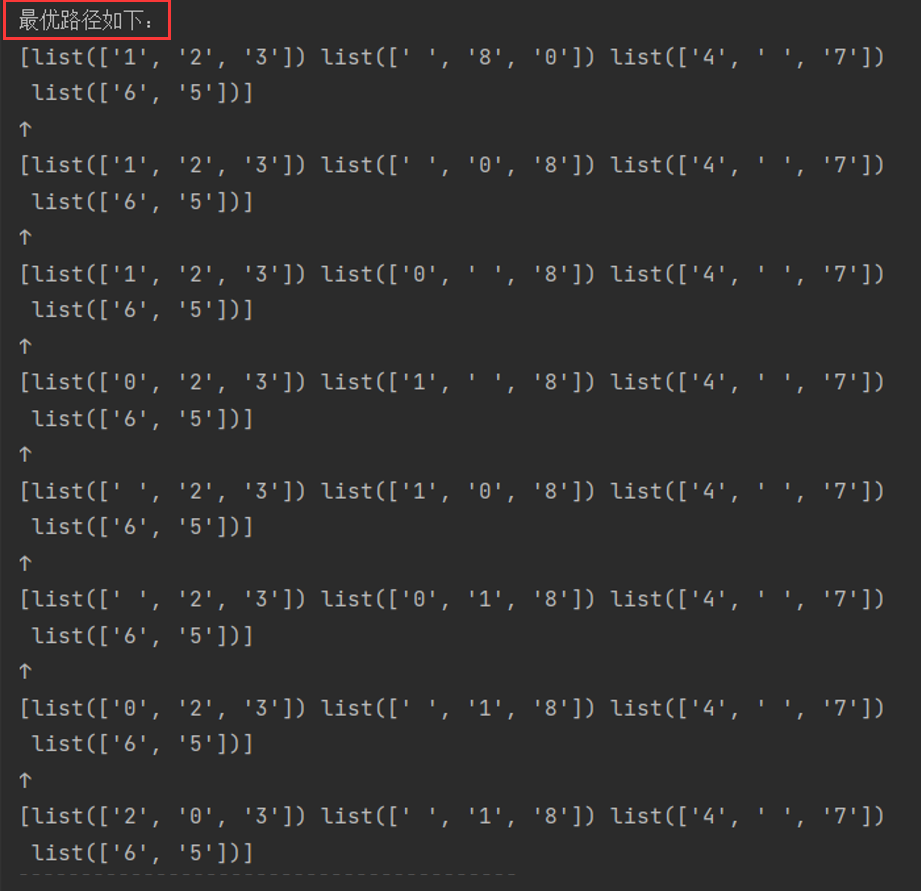 最优路径如下:
[list(['1', '2', '3']) list([' ', '8', '0']) list(['4', ' ', '7'])
 list(['6', '5'])]
↑
[list(['1', '2', '3']) list([' ', '0', '8']) list(['4', ' ', '7'])
 list(['6', '5'])]
↑
[list(['1', '2', '3']) list(['0', ' ', '8']) list(['4', ' ', '7'])
 list(['6', '5'])]
↑
[list(['0', '2', '3']) list(['1', ' ', '8']) list(['4', ' ', '7'])
 list(['6', '5'])]
↑
[list([' ', '2', '3']) list(['1', '0', '8']) list(['4', ' ', '7'])
 list(['6', '5'])]
↑
[list([' ', '2', '3']) list(['0', '1', '8']) list(['4', ' ', '7'])
 list(['6', '5'])]
↑
[list(['0', '2', '3']) list([' ', '1', '8']) list(['4', ' ', '7'])
 list(['6', '5'])]
↑
[list(['2', '0', '3']) list([' ', '1', '8']) list(['4', ' ', '7'])
 list(['6', '5'])]